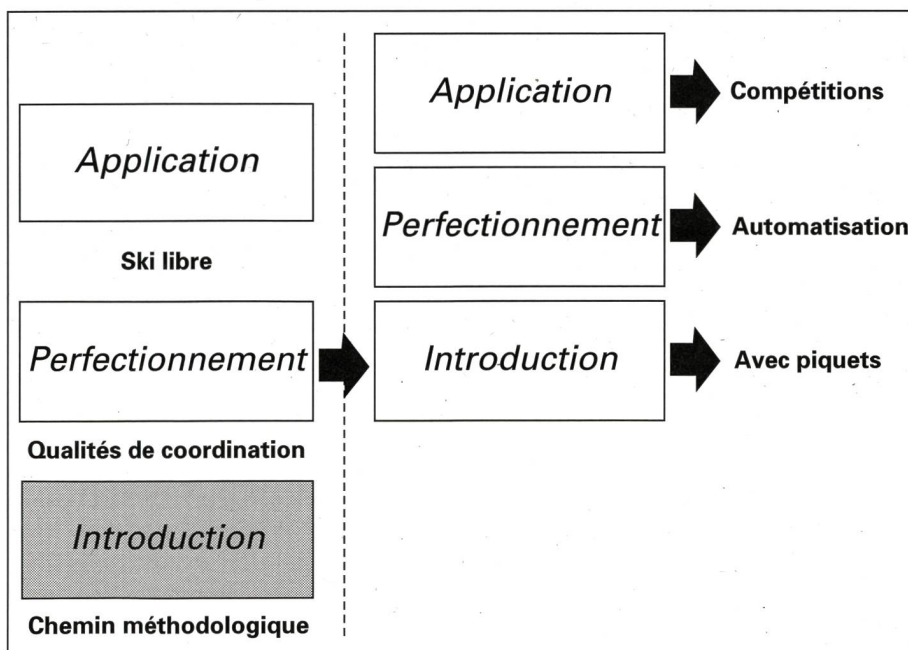 Application
Ski libre
Perfectionnement
Qualités de coordination
Introduction
Chemin méthodologique
Application
Compétitions
Perfectionnement
Automatisation
Introduction
Avec piquets